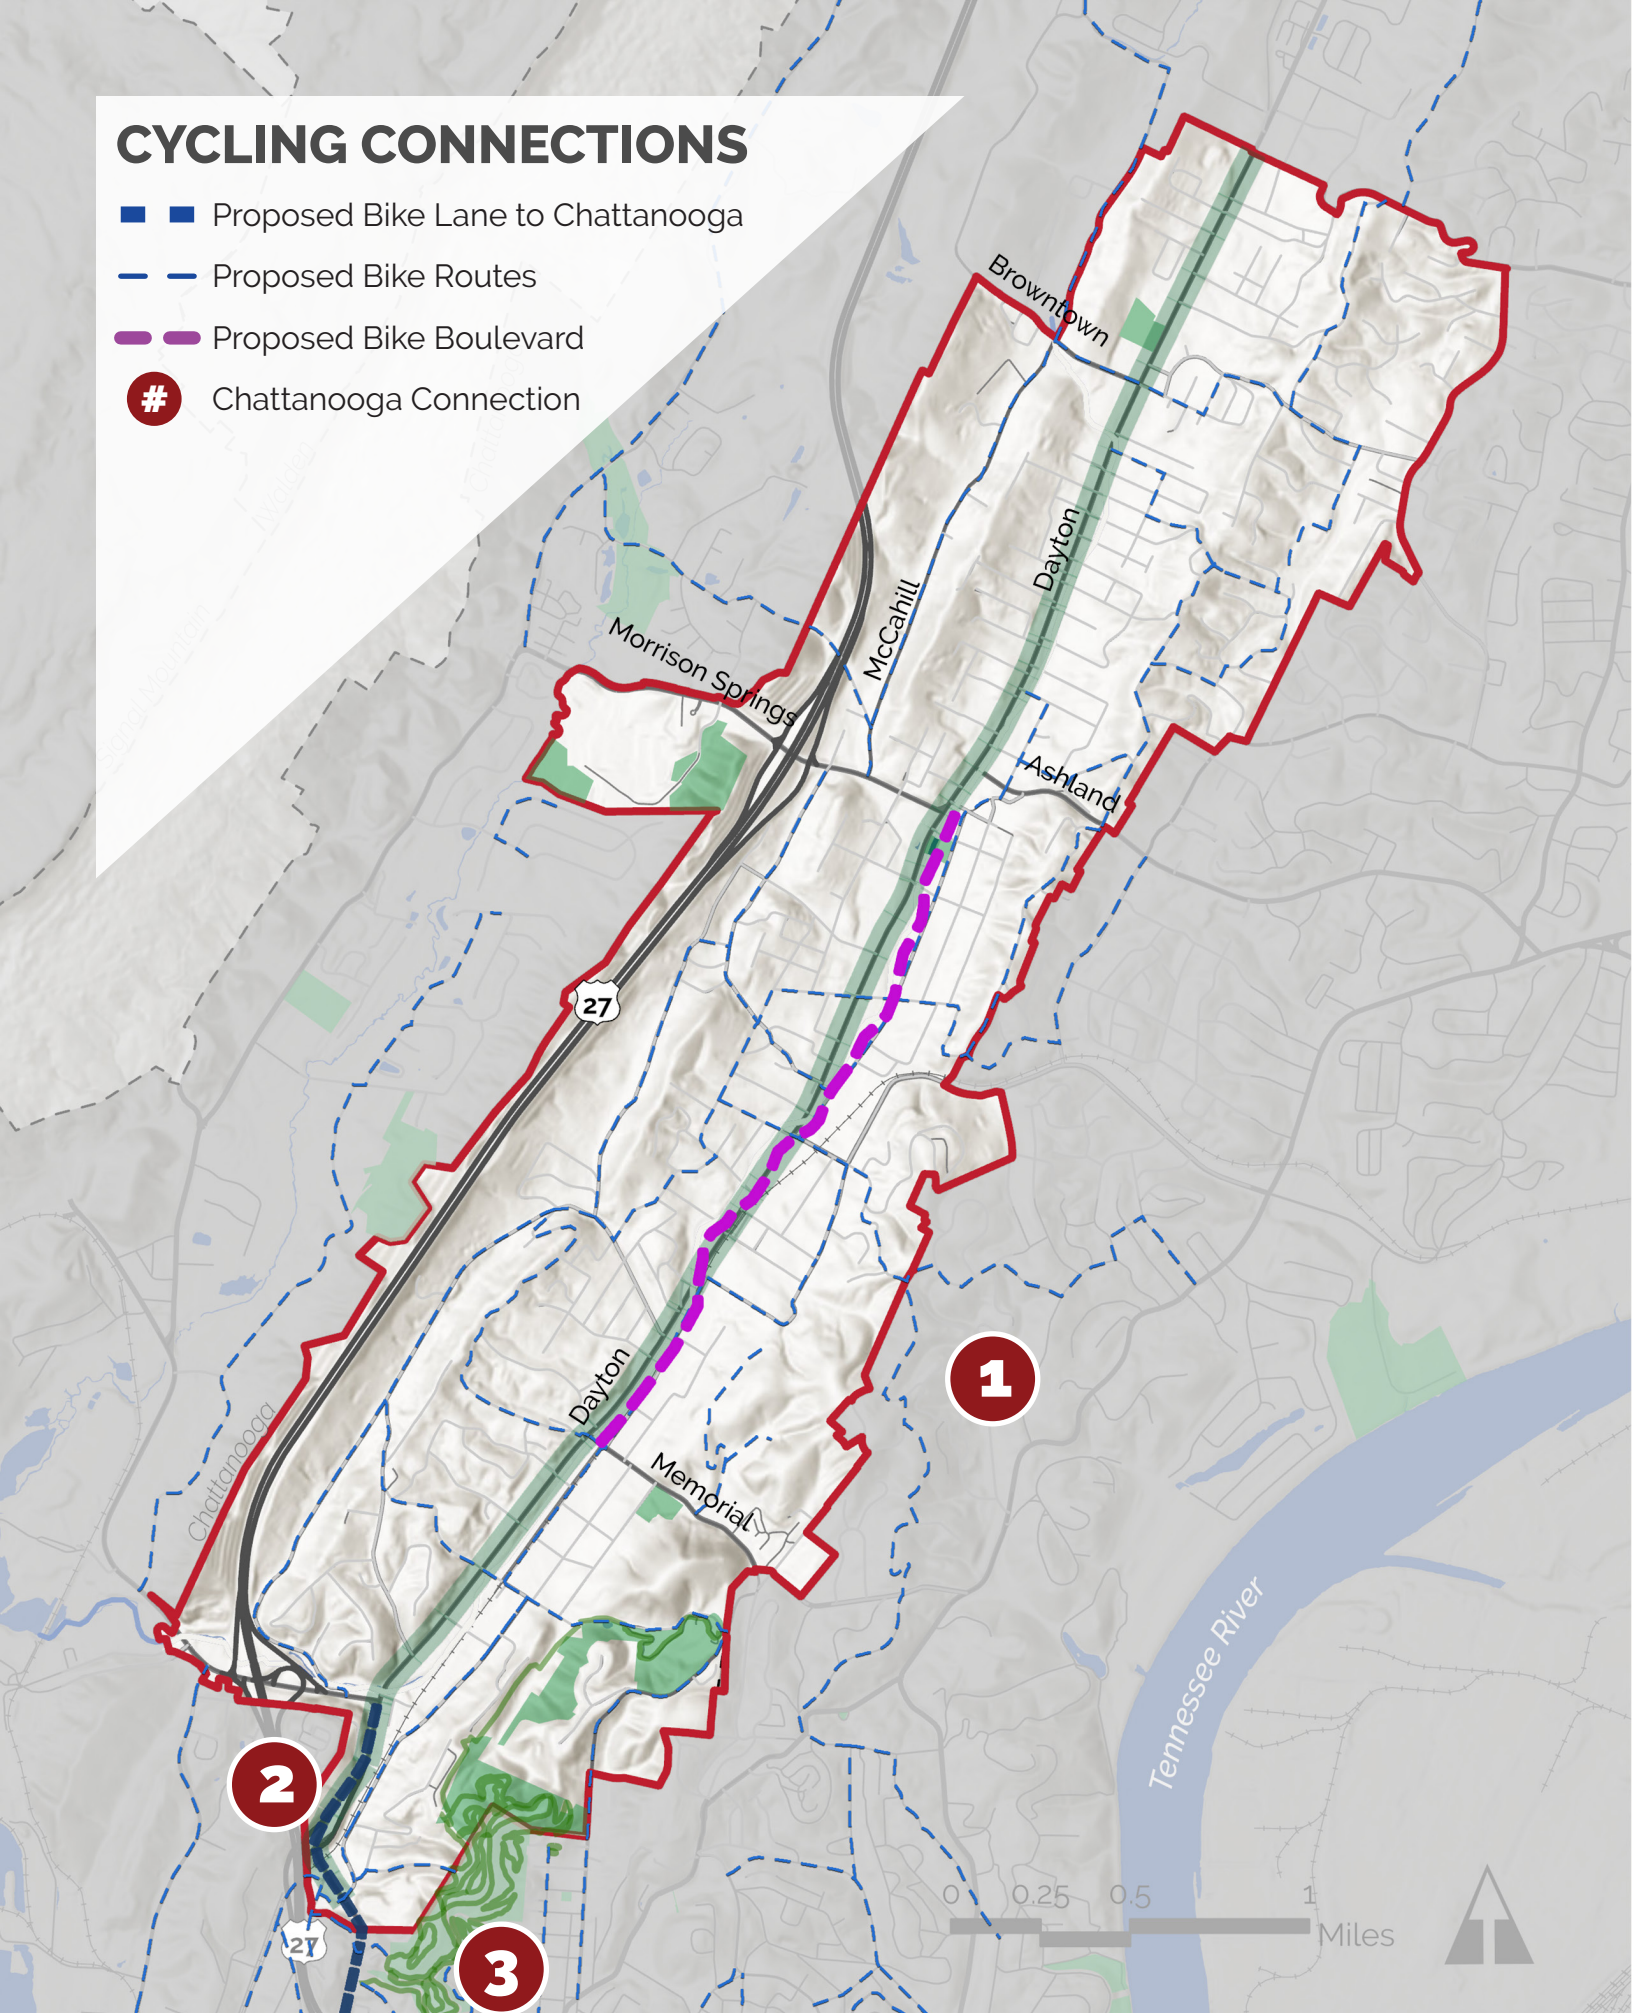 CYCLING CONNECTIONS
Proposed Bike Lane to Chattanooga
Proposed Bike Routes
Proposed Bike Boulevard
#
Chattanooga Connection
Browntown
Dayton
McCahill
Morrison Springs
Ashland
27
1
Dayton
Chattanooga
Memorial
Tennessee River
2
0 0.25 0.5 1
Miles
27
3